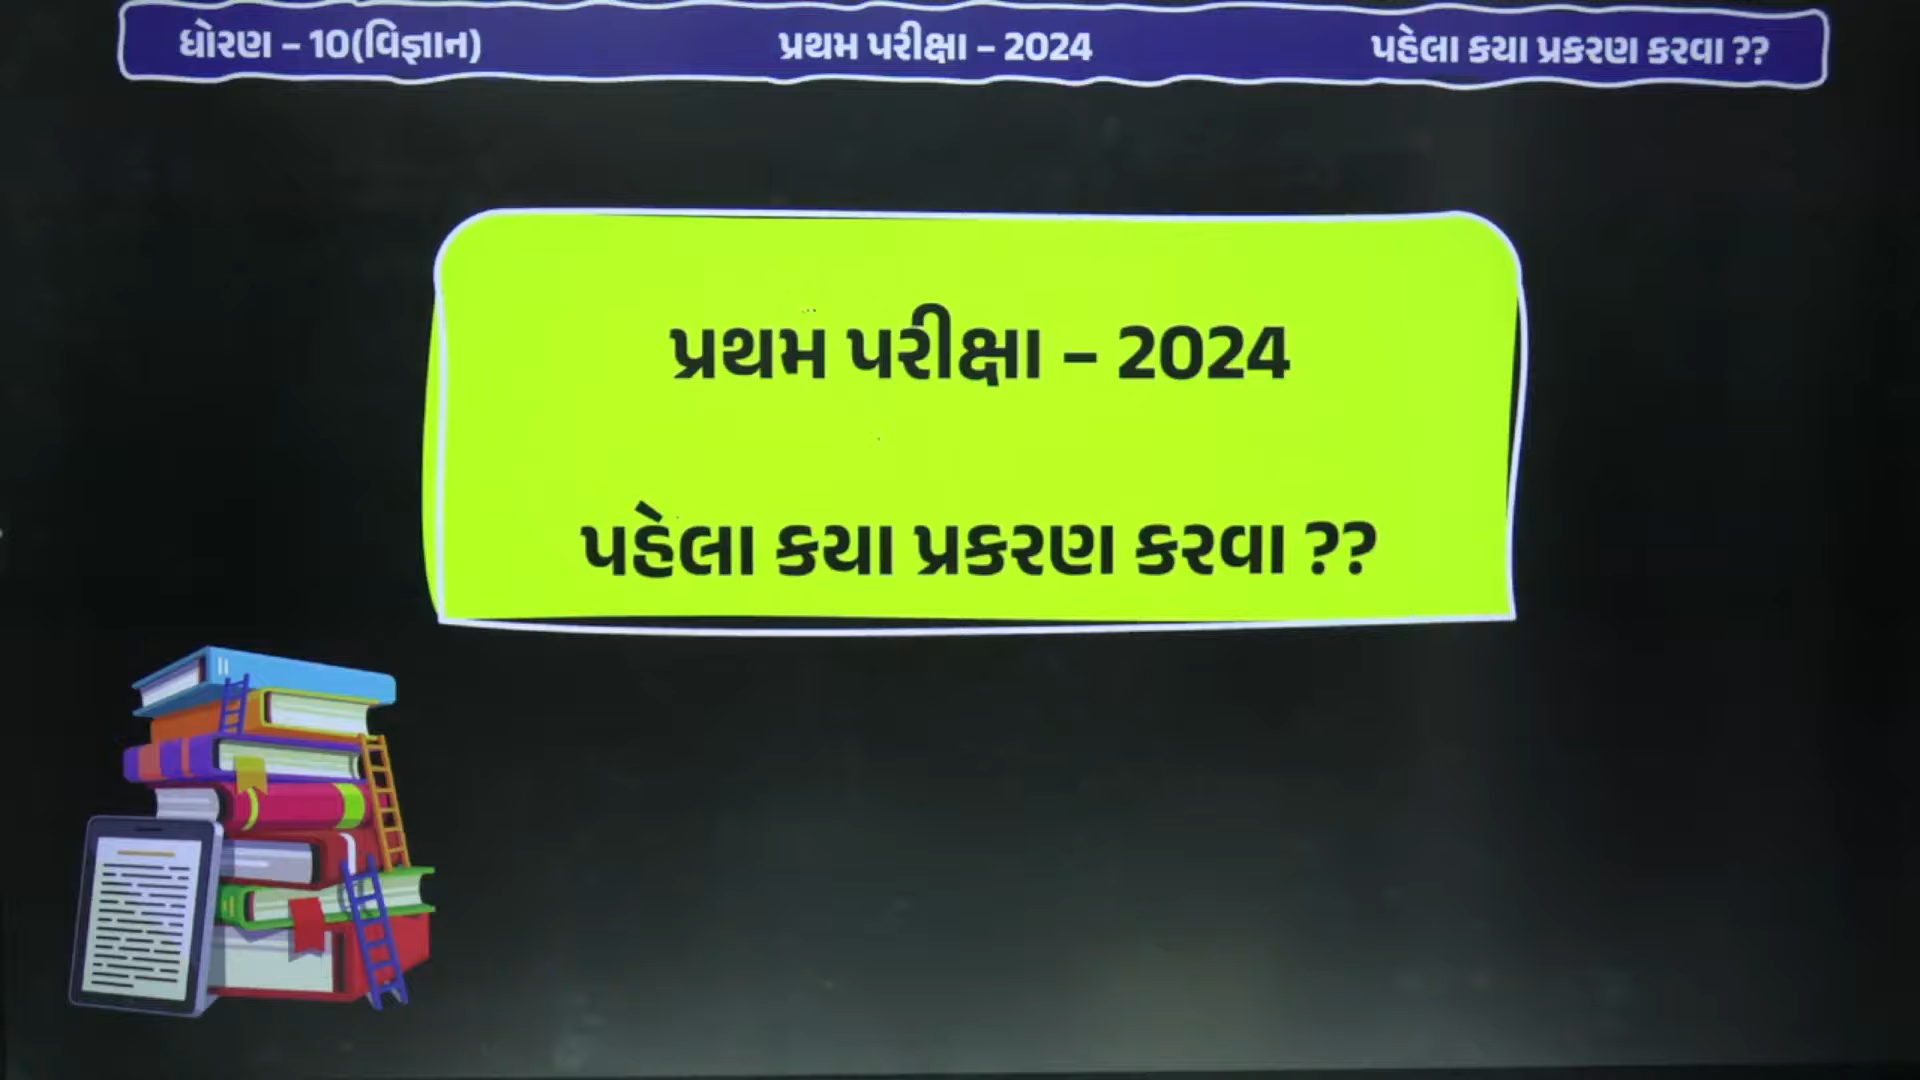 ધોરણ – 10(વિજ્ઞાન)
પ્રથમ પરીક્ષા – 2024
પહેલા કયા પ્રકરણ કરવા ??
પ્રથમ પરીક્ષા – 2024
પહેલા કયા પ્રકરણ કરવા ??